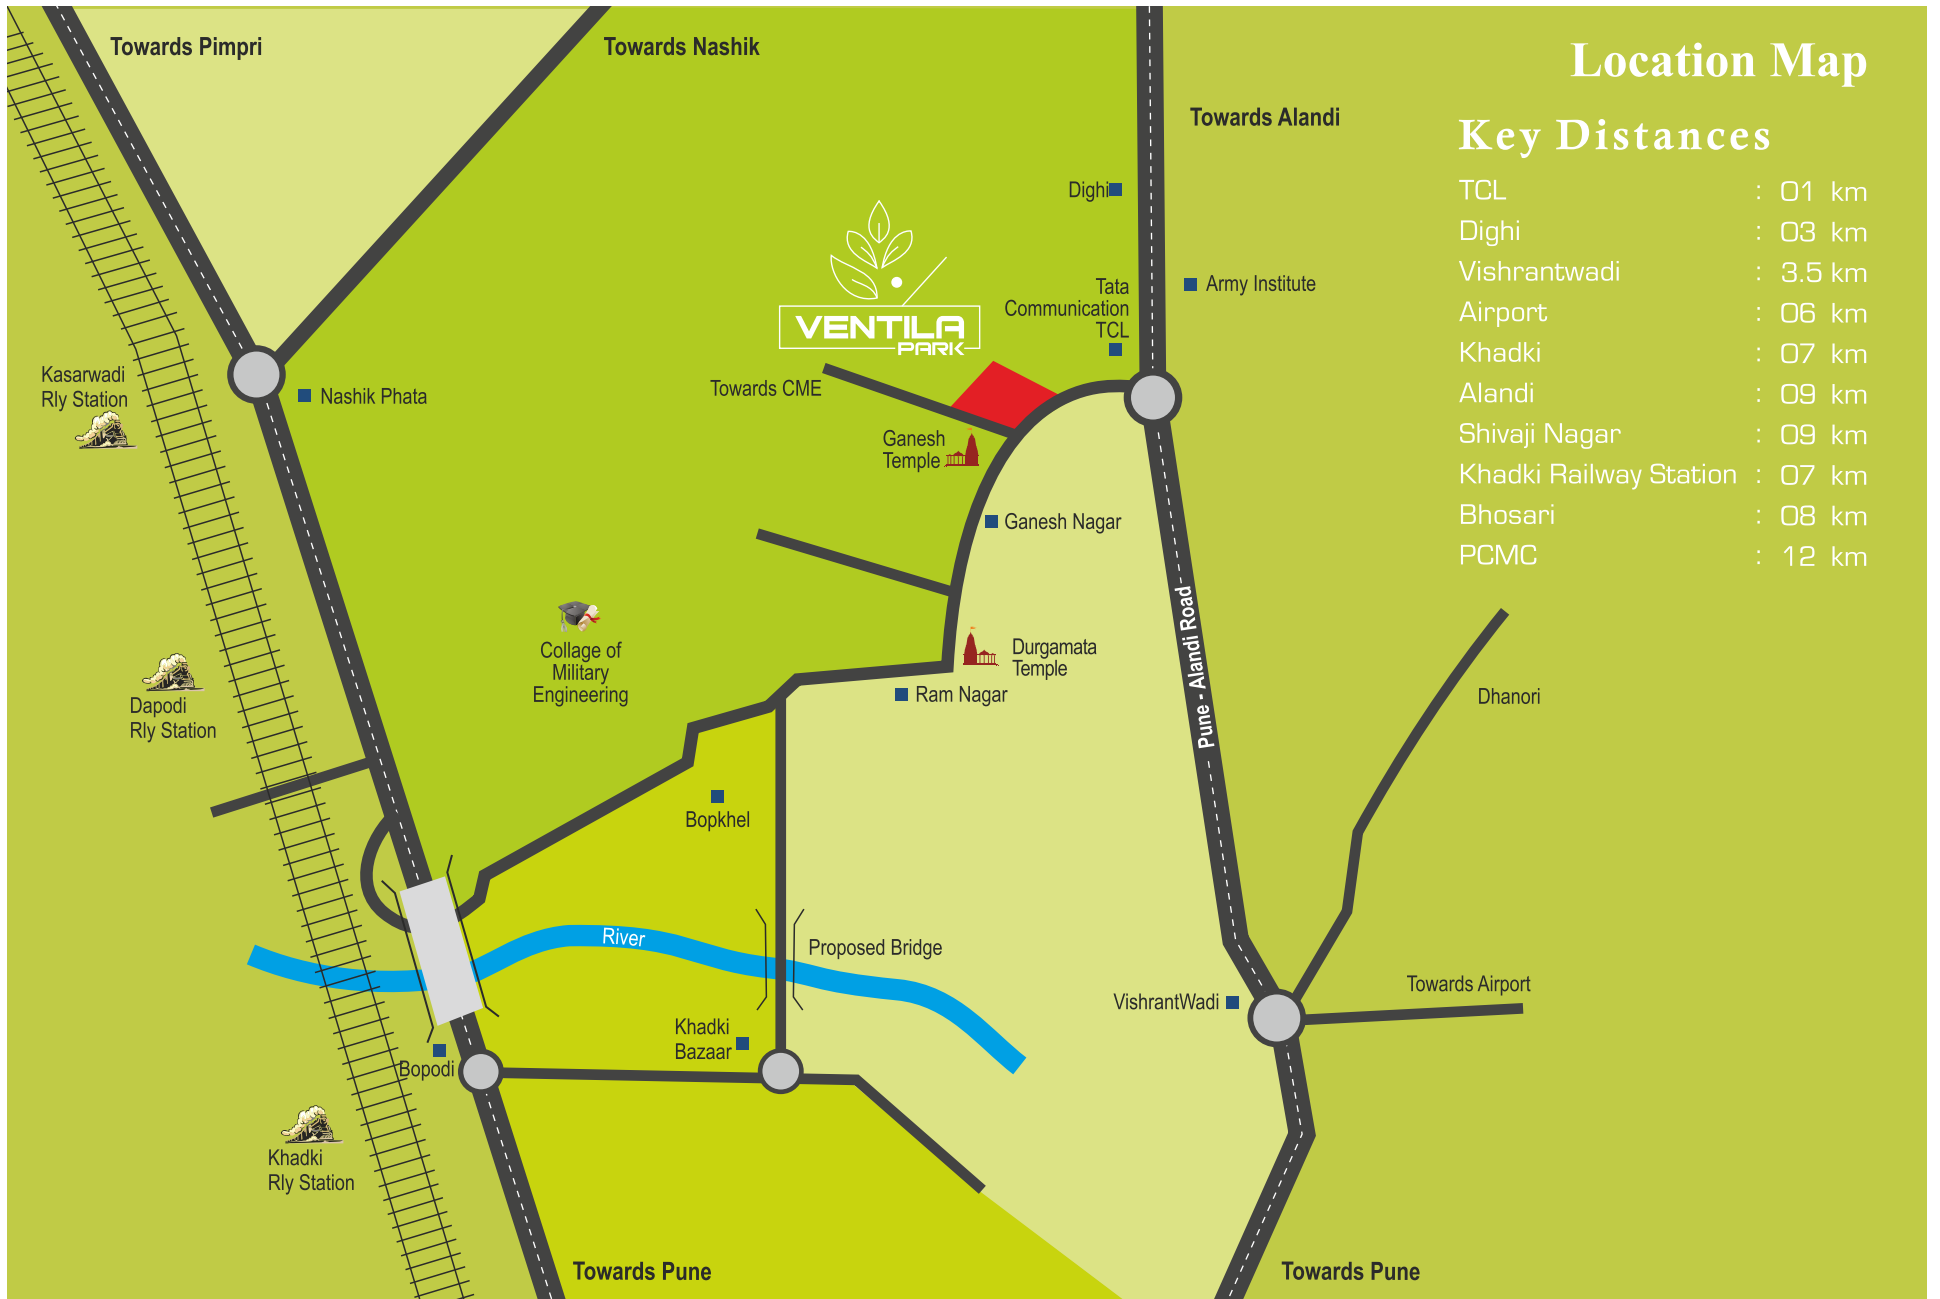 Towards Pimpri
Towards Nashik
Location Map
Towards Alandi
Key Distances
TCL : 01 km
Dighi : 03 km
Vishrantwadi : 3.5 km
Airport : 06 km
Khadki : 07 km
Alandi : 09 km
Shivaji Nagar : 09 km
Khadki Railway Station : 07 km
Bhosari : 08 km
PCMC : 12 km
Dighi
Army Institute
Tata
Communication
TCL
VENTILA
PARK
Kasarwadi
Rly Station
Nashik Phata
Towards CME
Ganesh
Temple
Ganesh Nagar
Collage of
Military
Engineering
Durgamata
Temple
Ram Nagar
Pune - Alandi Road
Dhanori
Dapodi
Rly Station
Bopkhel
River
Proposed Bridge
VishrantWadi
Towards Airport
Khadki
Bazaar
Bopodi
Khadki
Rly Station
Towards Pune
Towards Pune